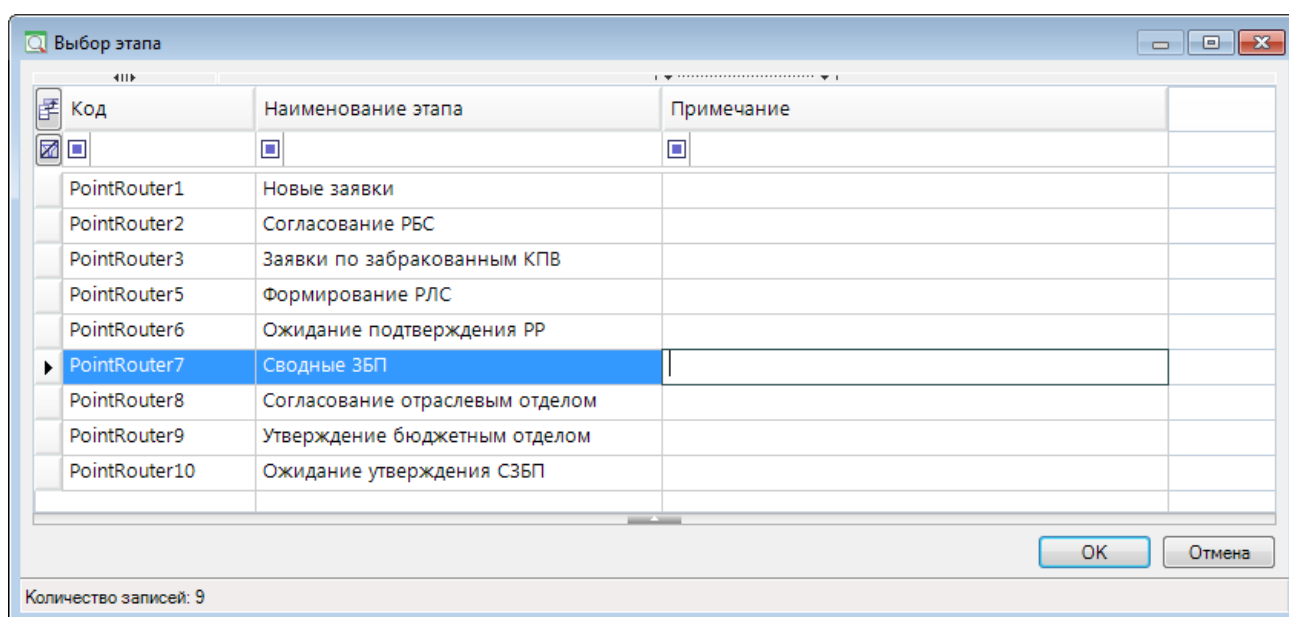 Выбор этапа
Код Наименование этапа Примечание
PointRouter1 Новые заявки
PointRouter2 Согласование РБС
PointRouter3 Заявки по забракованным КПВ
PointRouter5 Формирование РЛС
PointRouter6 Ожидание подтверждения РР
PointRouter7 Сводные ЗБП
PointRouter8 Согласование отраслевым отделом
PointRouter9 Утверждение бюджетным отделом
PointRouter10 Ожидание утверждения СЗБП
OK Отмена
Количество записей: 9